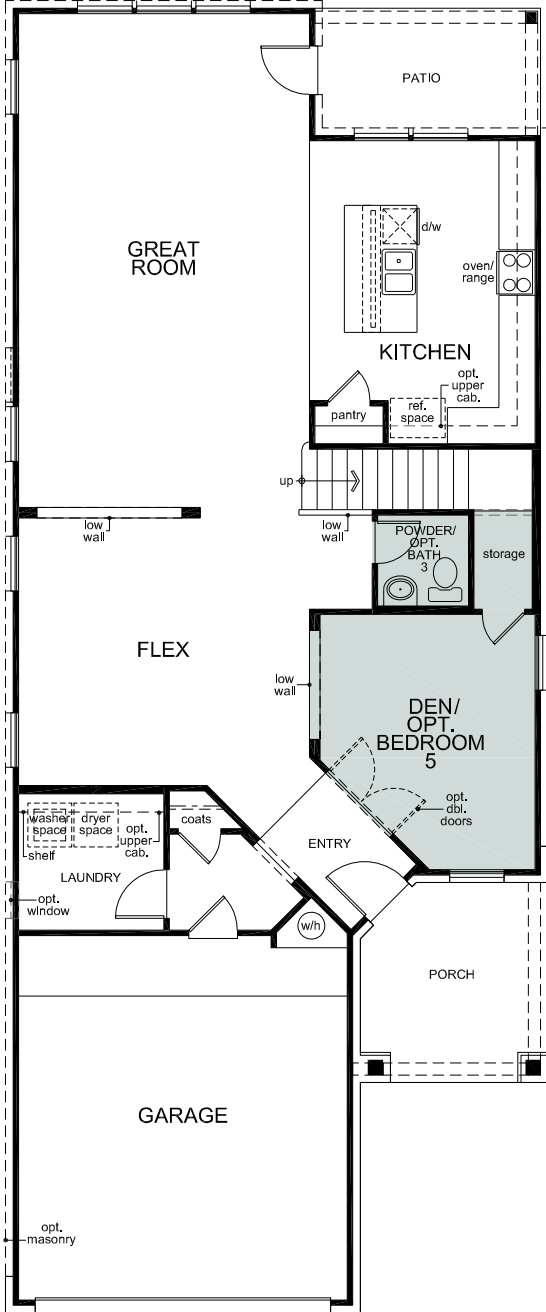 PATIO
GREAT
ROOM
d/w
oven/
range
KITCHEN
opt.
upper
cab.
pantry
ref.
space
up
low
wall
low
wall
POWDER/
OPT.
BATH
3
storage
FLEX
low
wall
DEN/
OPT.
BEDROOM
5
opt.
dbl.
doors
washer
space
dryer
space
opt.
upper
cab.
shelf
coats
ENTRY
LAUNDRY
opt.
window
w/h
PORCH
GARAGE
opt.
masonry